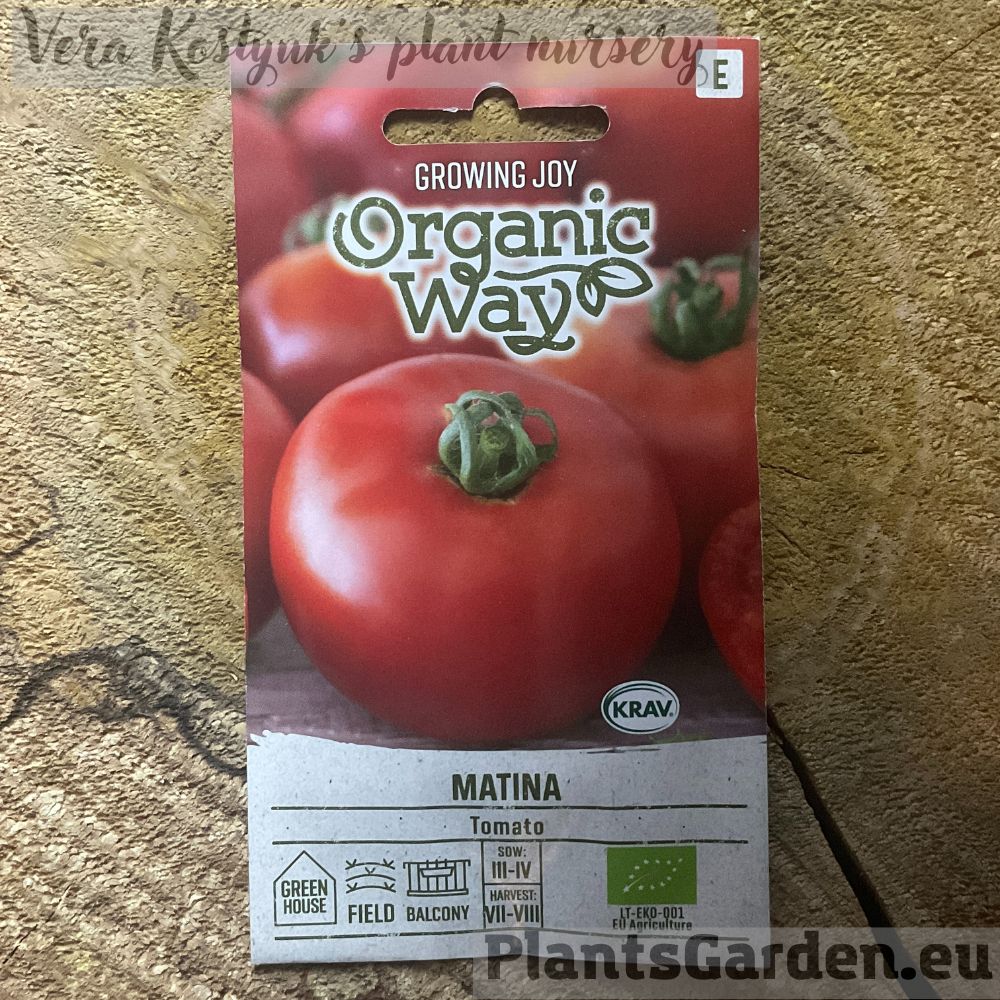 Vera Kostyuk's plant nursery
E
GROWING JOY
Organic
Way
KRAV
MATINA
Tomato
GREEN
HOUSE
FIELD
BALCONY
SOW:
III-IV
HARVEST:
VII-VIII
LT-EKO-001
EU Agriculture
PlantsGarden.eu